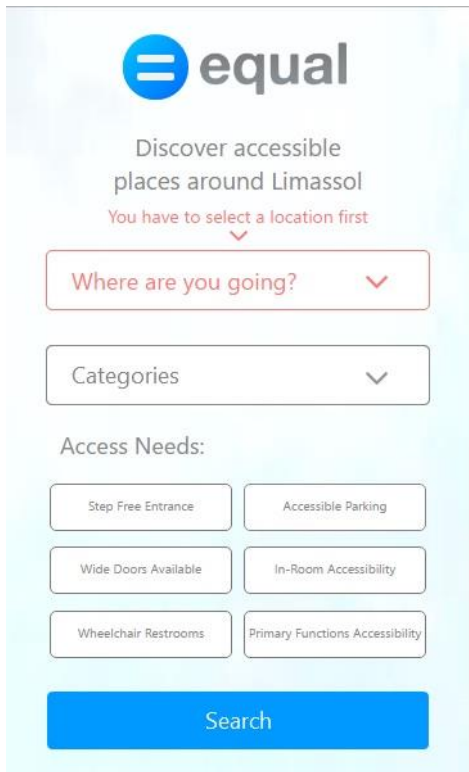 equal
Discover accessible
places around Limassol
You have to select a location first
Where are you going?
Categories
Access Needs:
Step Free Entrance
Accessible Parking
Wide Doors Available
In-Room Accessibility
Wheelchair Restrooms
Primary Functions Accessibility
Search